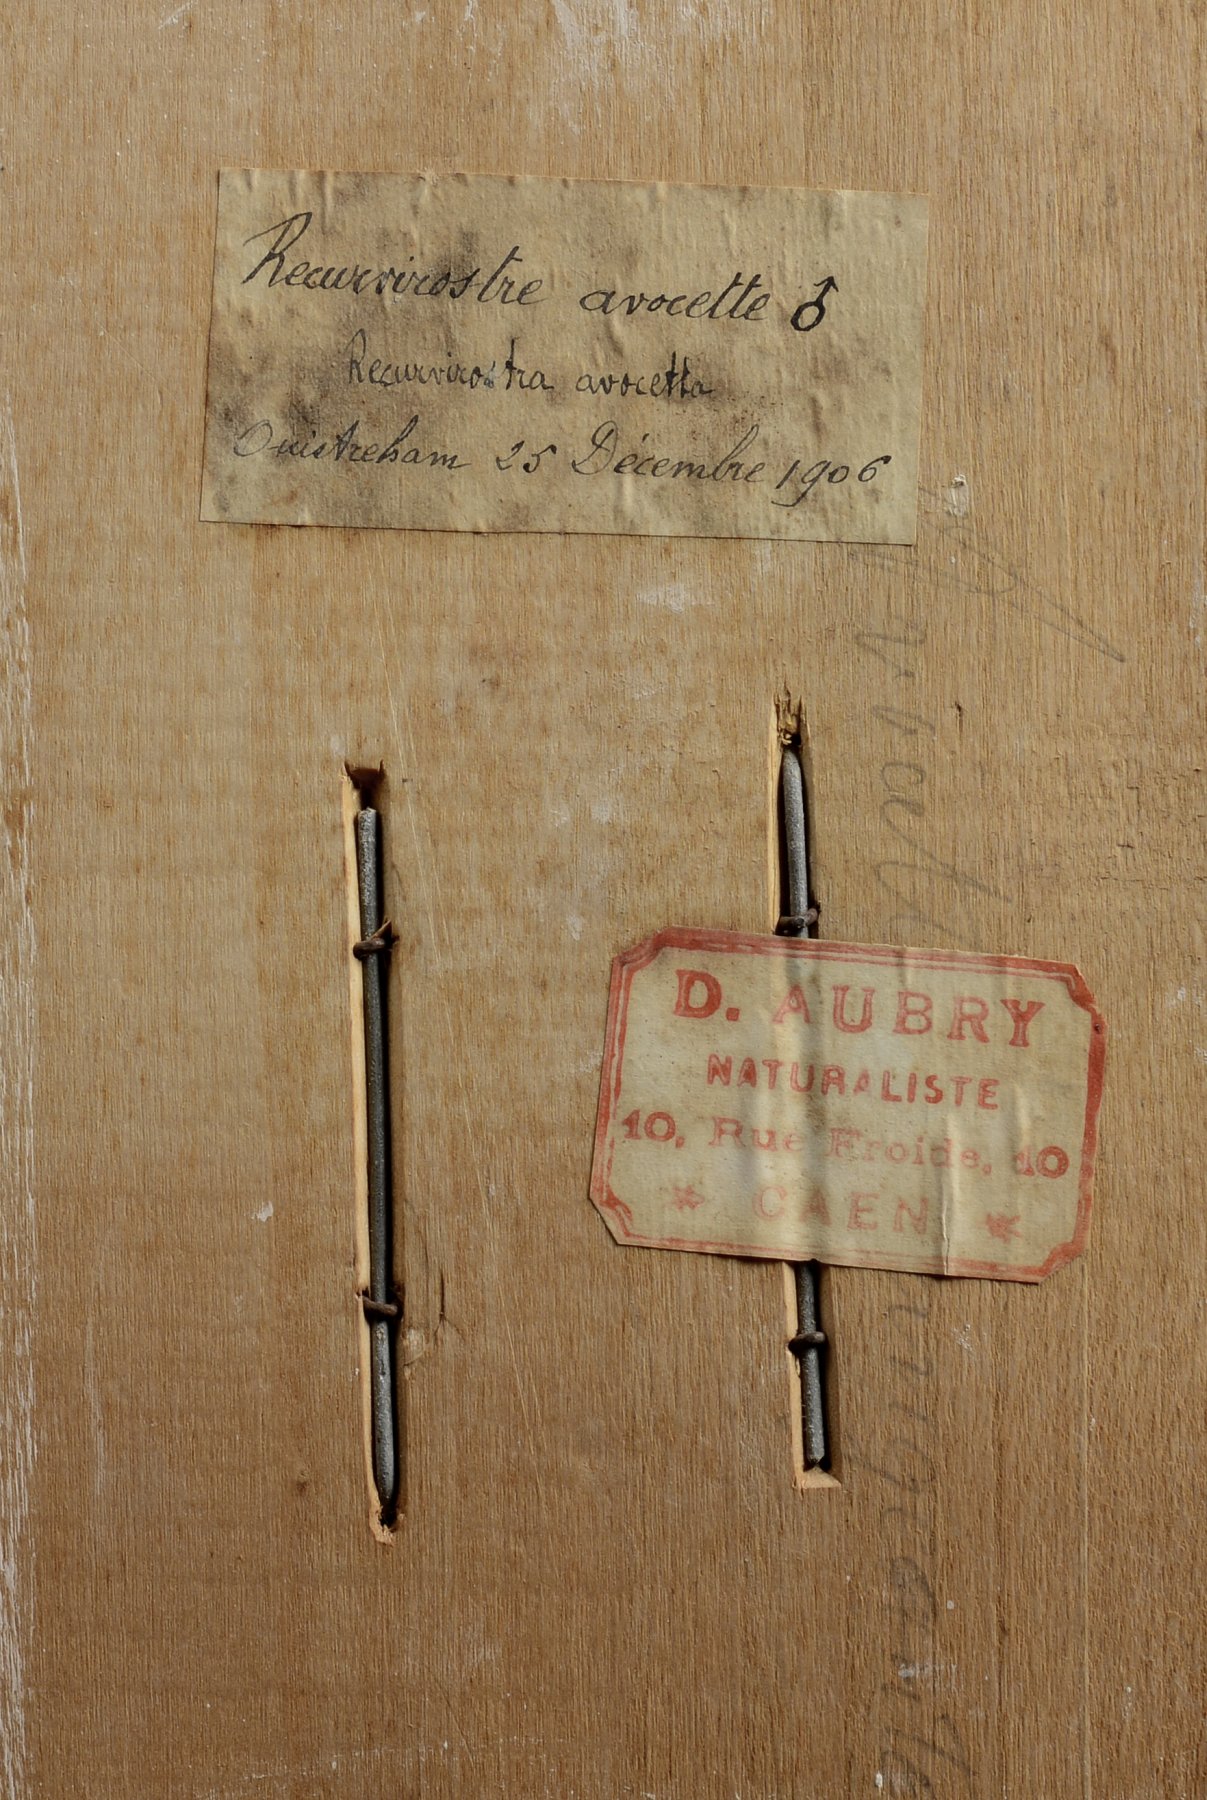 Recurvirostre avocette ♂
Recurvirostra avocetta
Ouistreham 25 Décembre 1906
D. AUBRY
NATURALISTE
10, Rue Froide, 10
* CAEN *